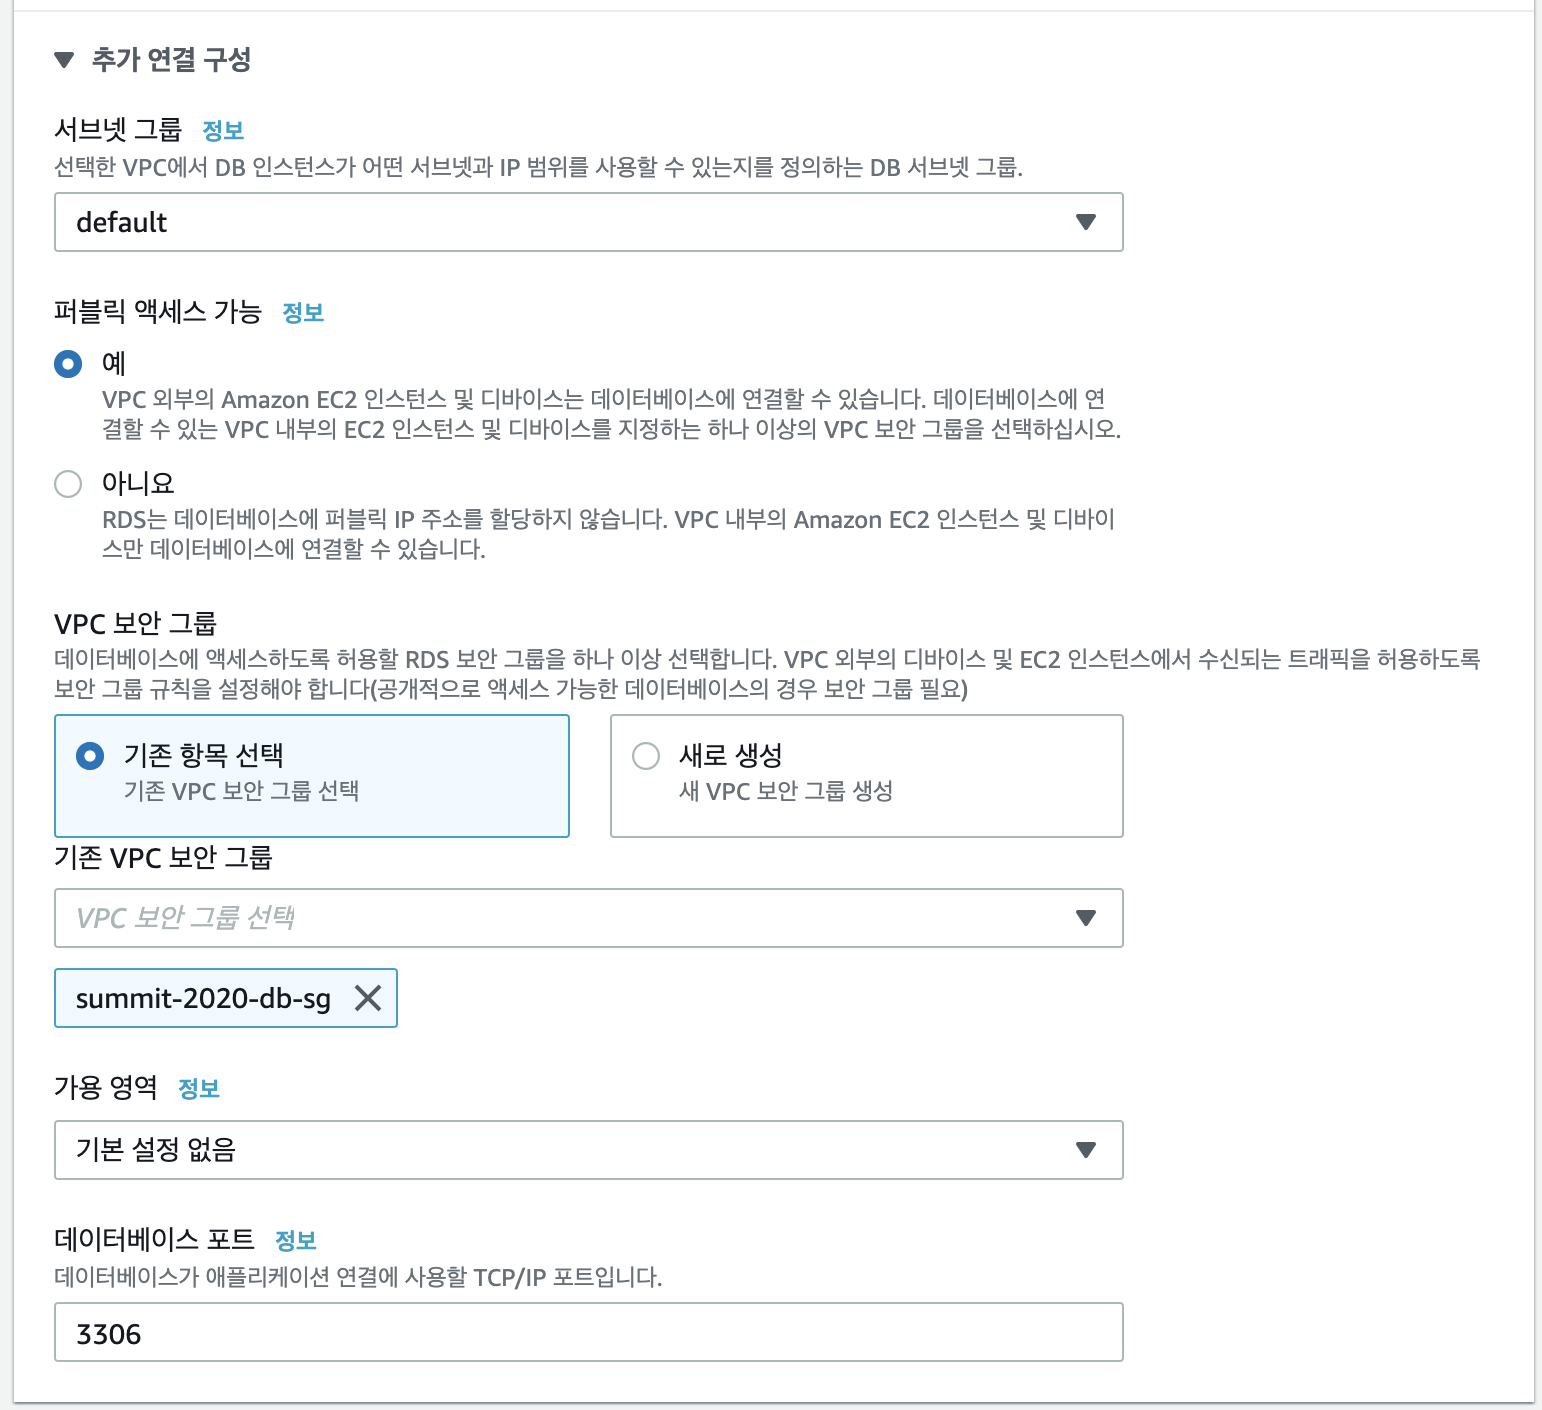 추가 연결 구성
서브넷 그룹 정보
선택한 VPC에서 DB 인스턴스가 어떤 서브넷과 IP 범위를 사용할 수 있는지를 정의하는 DB 서브넷 그룹.
default
퍼블릭 액세스 가능 정보
예
VPC 외부의 Amazon EC2 인스턴스 및 디바이스는 데이터베이스에 연결할 수 있습니다. 데이터베이스에 연
결할 수 있는 VPC 내부의 EC2 인스턴스 및 디바이스를 지정하는 하나 이상의 VPC 보안 그룹을 선택하십시오.
아니요
RDS는 데이터베이스에 퍼블릭 IP 주소를 할당하지 않습니다. VPC 내부의 Amazon EC2 인스턴스 및 디바이
스만 데이터베이스에 연결할 수 있습니다.
VPC 보안 그룹
데이터베이스에 액세스하도록 허용할 RDS 보안 그룹을 하나 이상 선택합니다. VPC 외부의 디바이스 및 EC2 인스턴스에서 수신되는 트래픽을 허용하도록
보안 그룹 규칙을 설정해야 합니다(공개적으로 액세스 가능한 데이터베이스의 경우 보안 그룹 필요)
기존 항목 선택
기존 VPC 보안 그룹 선택
새로 생성
새 VPC 보안 그룹 생성
기존 VPC 보안 그룹
VPC 보안 그룹 선택
summit-2020-db-sg
가용 영역 정보
기본 설정 없음
데이터베이스 포트 정보
데이터베이스가 애플리케이션 연결에 사용할 TCP/IP 포트입니다.
3306